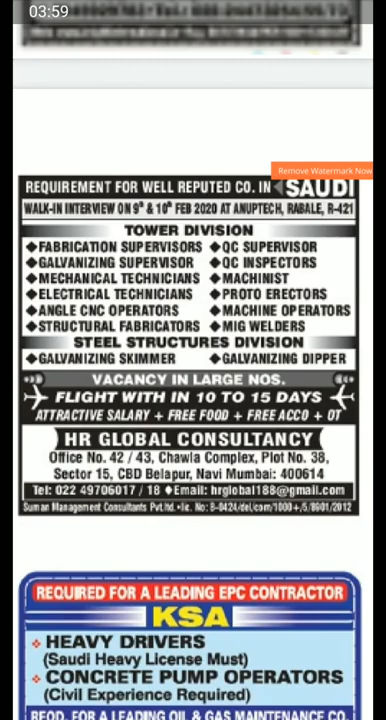 03:59
Remove Watermark Now
REQUIREMENT FOR WELL REPUTED CO. IN SAUDI
WALK-IN INTERVIEW ON 9th & 10th FEB 2020 AT ANUPTECH, RABALE, R-421
TOWER DIVISION
◆FABRICATION SUPERVISORS ◆QC SUPERVISOR
◆GALVANIZING SUPERVISOR ◆QC INSPECTORS
◆MECHANICAL TECHNICIANS ◆MACHINIST
◆ELECTRICAL TECHNICIANS ◆PROTO ERECTORS
◆ANGLE CNC OPERATORS ◆MACHINE OPERATORS
◆STRUCTURAL FABRICATORS ◆MIG WELDERS
STEEL STRUCTURES DIVISION
◆GALVANIZING SKIMMER ◆GALVANIZING DIPPER
VACANCY IN LARGE NOS.
FLIGHT WITH IN 10 TO 15 DAYS
ATTRACTIVE SALARY + FREE FOOD + FREE ACCO + OT
HR GLOBAL CONSULTANCY
Office No. 42 / 43, Chawla Complex, Plot No. 38,
Sector 15, CBD Belapur, Navi Mumbai: 400614
Tel: 022 49706017 / 18 ◆Email: hrglobal188@gmail.com
Suman Management Consultants Pvt.ltd. •lic. No: B-0424/del/com/1000+/5/8901/2012
REQUIRED FOR A LEADING EPC CONTRACTOR
KSA
❖ HEAVY DRIVERS
(Saudi Heavy License Must)
❖ CONCRETE PUMP OPERATORS
(Civil Experience Required)
REQD. FOR A LEADING OIL & GAS MAINTENANCE CO